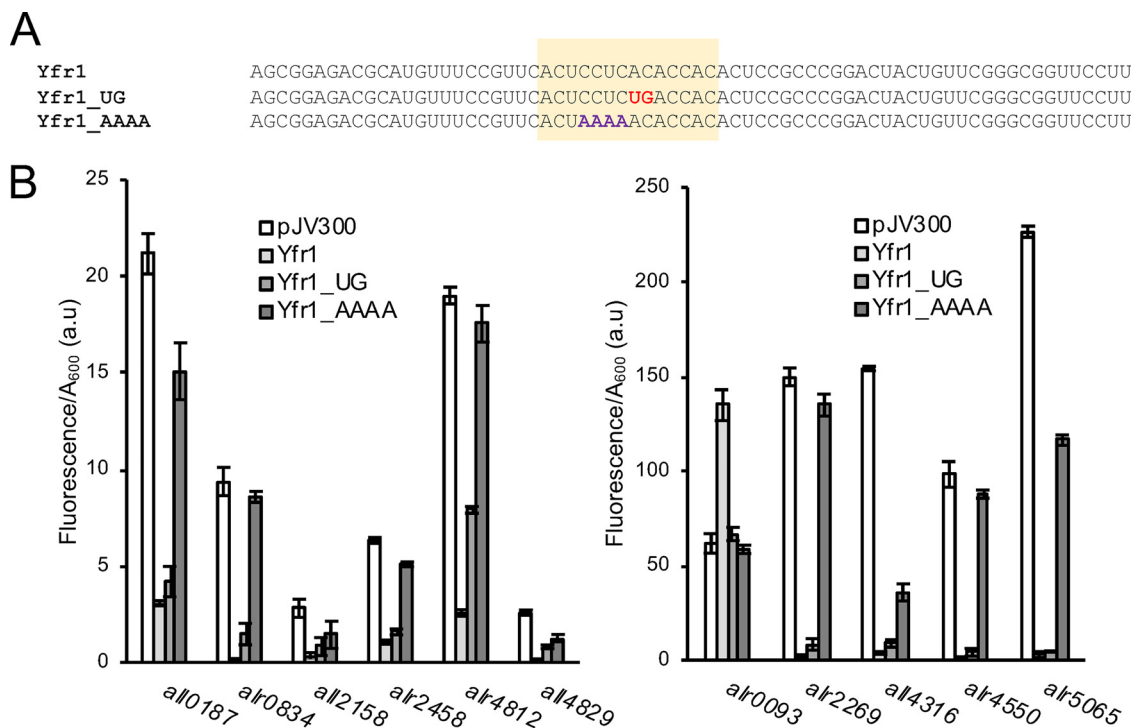 A
Yfr1 AGCGGAGACGCAUGUUUCCGUUCACUCCUCACACCACACUCCGCCCGGACUACUGUUCGGGCGGUUCCUU
Yfr1_UG AGCGGAGACGCAUGUUUCCGUUCACUCCUCUGACCACACUCCGCCCGGACUACUGUUCGGGCGGUUCCUU
Yfr1_AAAA AGCGGAGACGCAUGUUUCCGUUCACUAAAAACACCACACUCCGCCCGGACUACUGUUCGGGCGGUUCCUU
B
Fluorescence/A600 (a.u)
25
20
15
10
5
0
pJV300
Yfr1
Yfr1_UG
Yfr1_AAAA
all0187
alr0834
all2158
alr2458
alr4812
all4829
Fluorescence/A600 (a.u)
250
200
150
100
50
0
pJV300
Yfr1
Yfr1_UG
Yfr1_AAAA
alr0093
alr2269
all4316
alr4550
alr5065